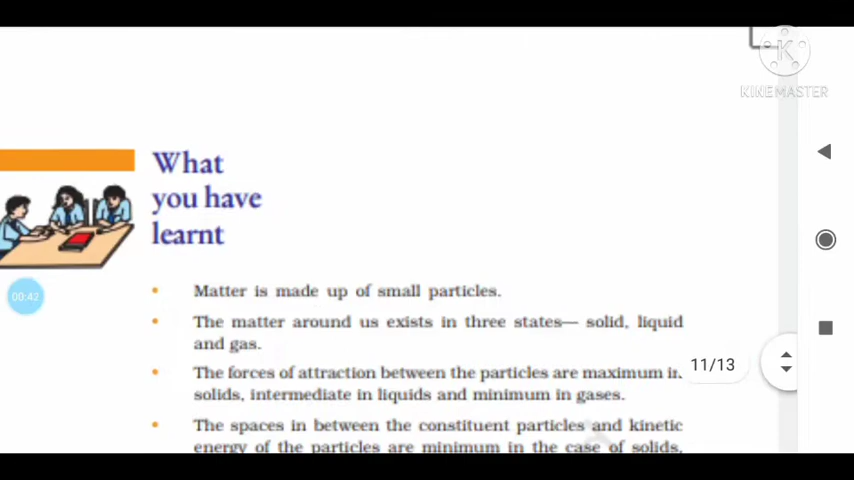 KINEMASTER
What
you have
learnt
00:42
• Matter is made up of small particles.
• The matter around us exists in three states— solid, liquid
and gas.
• The forces of attraction between the particles are maximum in
solids, intermediate in liquids and minimum in gases.
11/13
• The spaces in between the constituent particles and kinetic
energy of the particles are minimum in the case of solids,